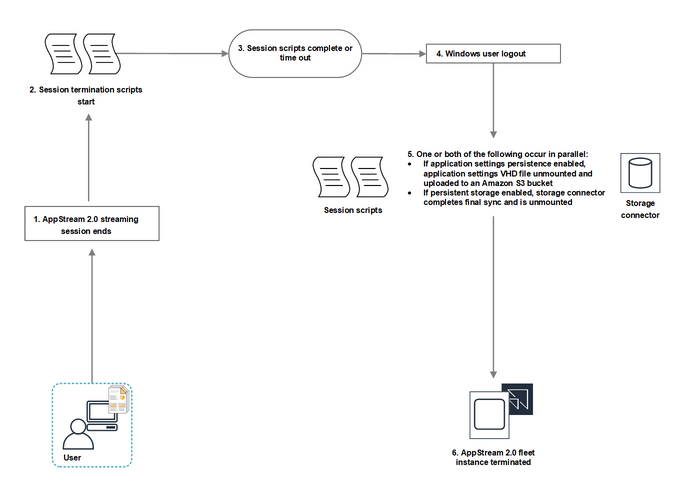 2. Session termination scripts
start
3. Session scripts complete or
time out
4. Windows user logout
1. AppStream 2.0 streaming
session ends
5. One or both of the following occur in parallel:
• If application settings persistence enabled,
application settings VHD file unmounted and
uploaded to an Amazon S3 bucket
• If persistent storage enabled, storage connector
completes final sync and is unmounted
Session scripts
Storage
connector
User
6. AppStream 2.0 fleet
instance terminated